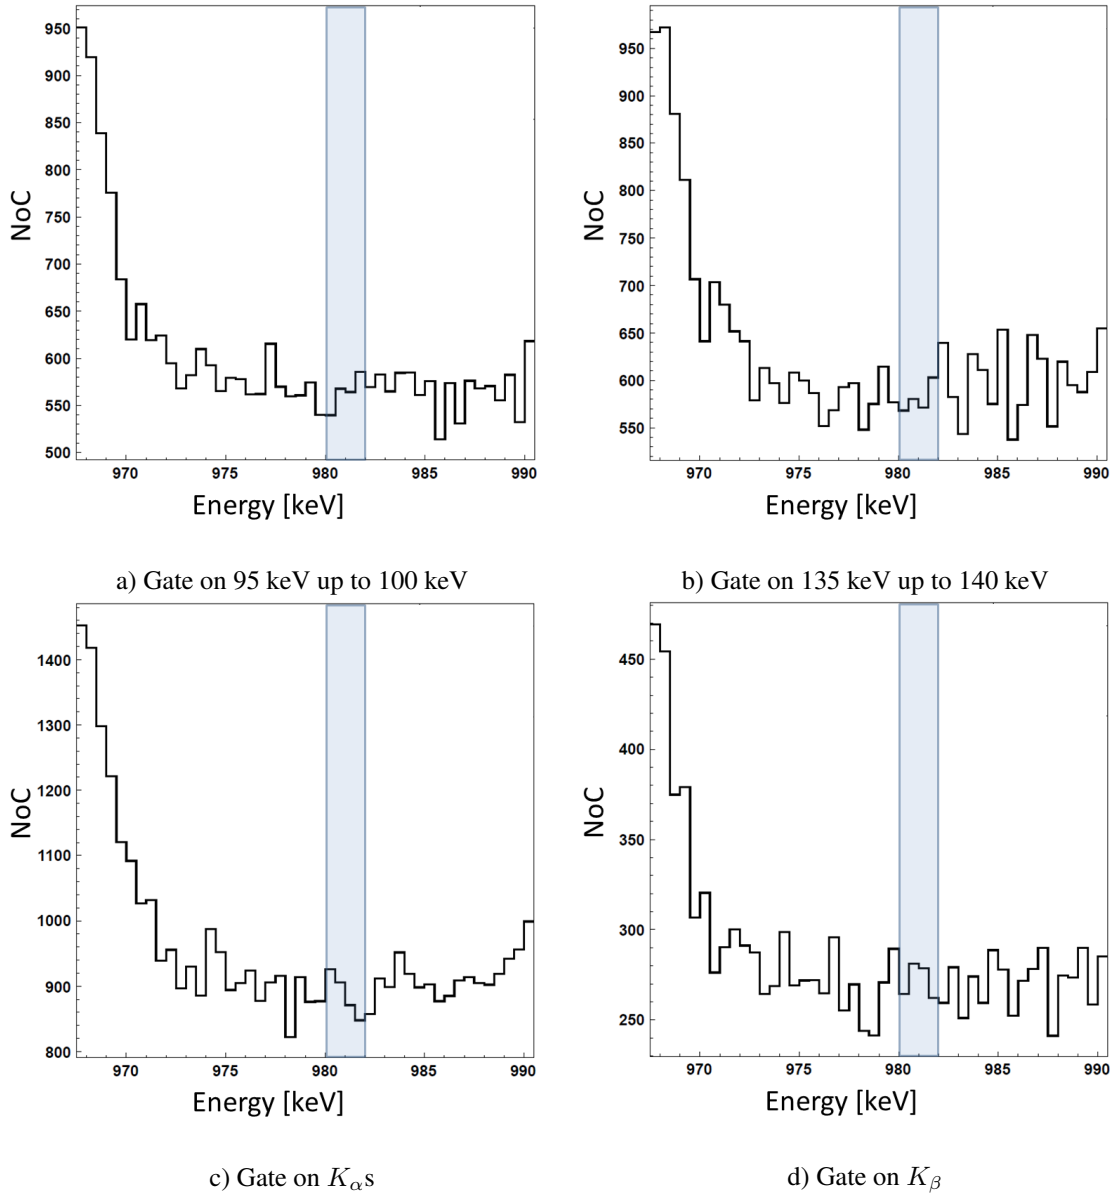 950
900
850
800
750
700
650
600
550
500
NoC
970 975 980 985 990
Energy [keV]
a) Gate on 95 keV up to 100 keV
950
900
850
800
750
700
650
600
550
NoC
970 975 980 985 990
Energy [keV]
b) Gate on 135 keV up to 140 keV
1400
1300
1200
1100
1000
900
800
NoC
970 975 980 985 990
Energy [keV]
c) Gate on Kαs
450
400
350
300
250
NoC
970 975 980 985 990
Energy [keV]
d) Gate on Kβ